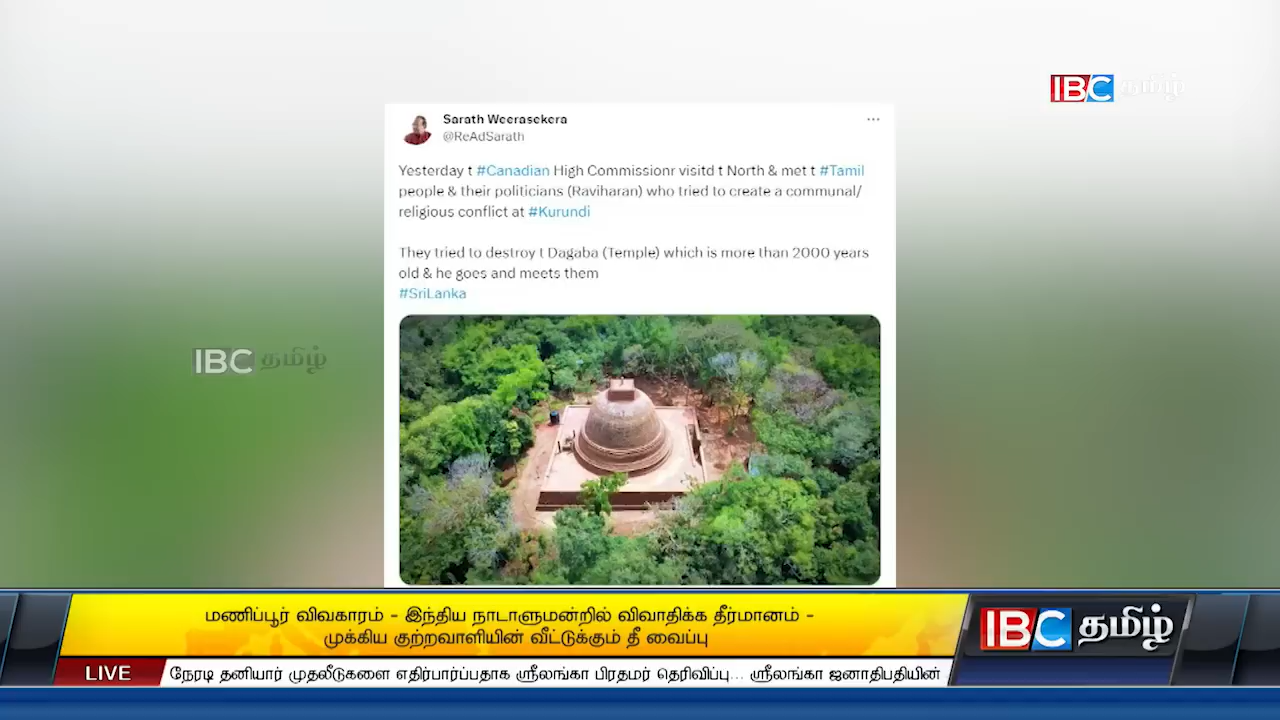 IBC தமிழ்
Sarath Weerasekera
@ReAdSarath
Yesterday t #Canadian High Commissionr visitd t North & met t #Tamil
people & their politicians (Raviharan) who tried to create a communal/
religious conflict at #Kurundi
They tried to destroy t Dagaba (Temple) which is more than 2000 years
old & he goes and meets them
#SriLanka
IBC தமிழ்
மணிப்பூர் விவகாரம் - இந்திய நாடாளுமன்றில் விவாதிக்க தீர்மானம் -
முக்கிய குற்றவாளியின் வீட்டுக்கும் தீ வைப்பு
IBC தமிழ்
LIVE
நேரடி தனியார் முதலீடுகளை எதிர்பார்ப்பதாக ஸ்ரீலங்கா பிரதமர் தெரிவிப்பு... ஸ்ரீலங்கா ஜனாதிபதியின்